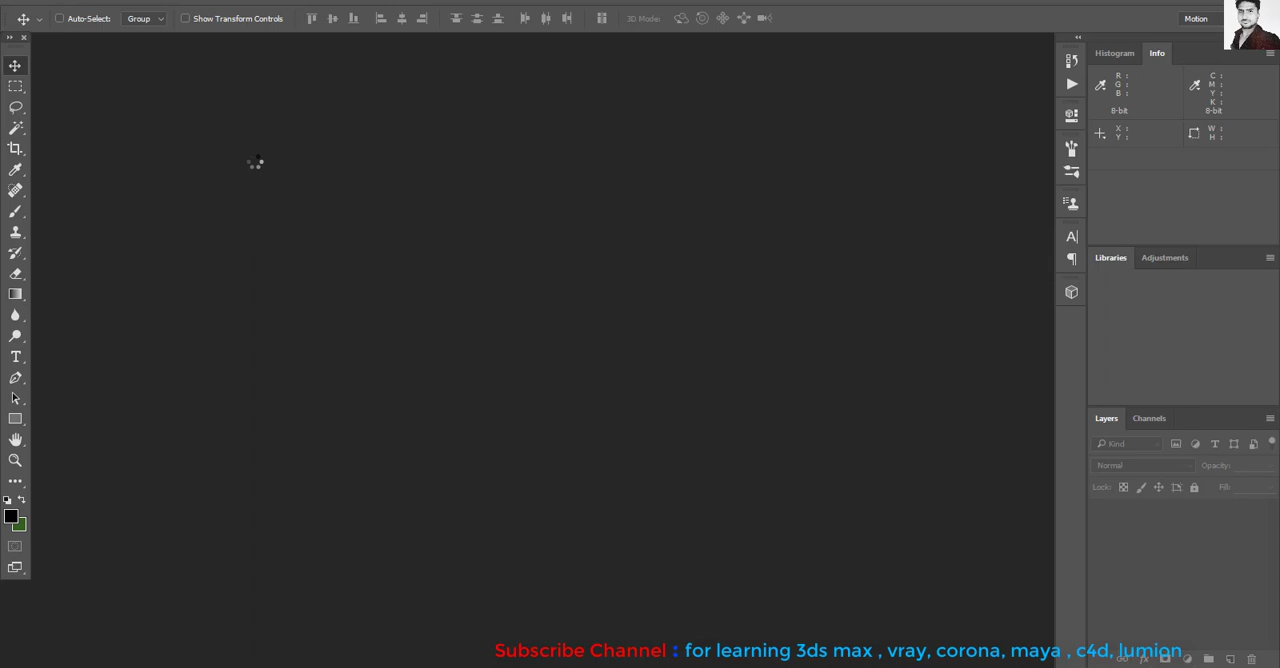 Auto-Select: Group Show Transform Controls 3D Mode: Motion
Histogram Info
R : C :
G : M :
B : Y :
K :
8-bit 8-bit
X : W :
Y : H :
Libraries Adjustments
Layers Channels
Kind
Normal Opacity:
Lock: Fill:
Subscribe Channel : for learning 3ds max , vray, corona, maya , c4d, lumion